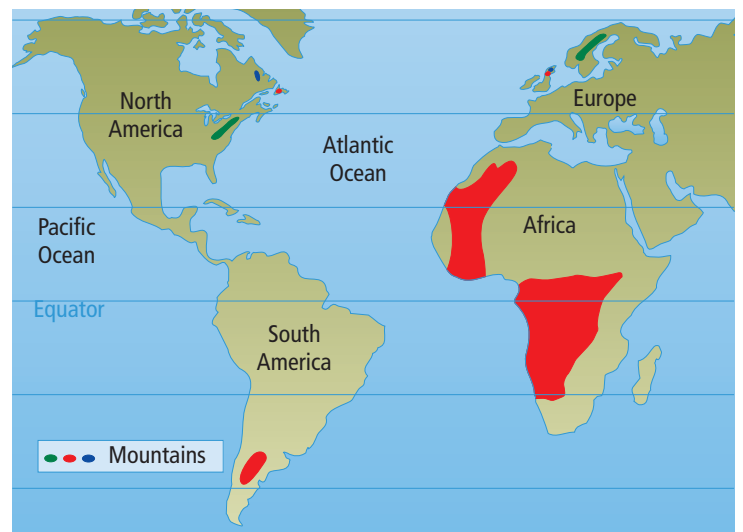 North
America
Europe
Atlantic
Ocean
Pacific
Ocean
Africa
Equator
South
America
Mountains